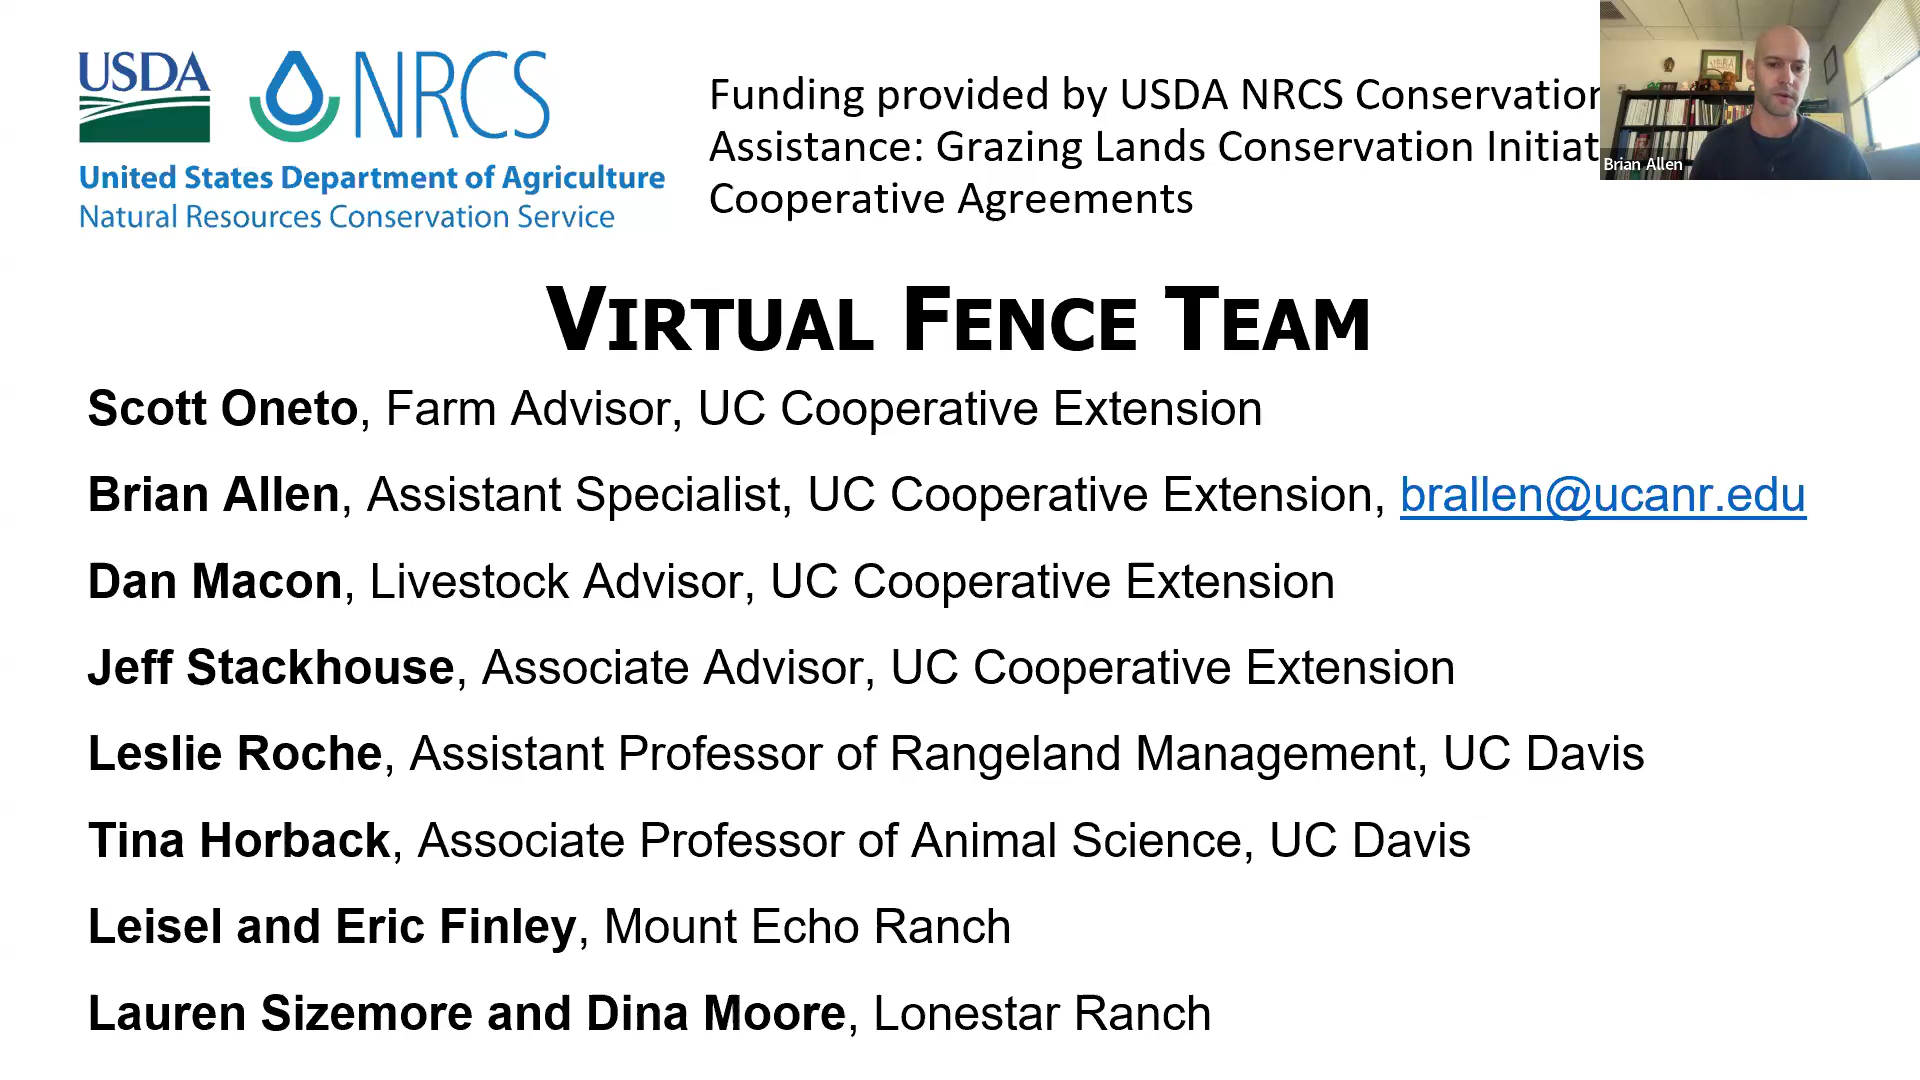 USDA NRCS
United States Department of Agriculture
Natural Resources Conservation Service
Funding provided by USDA NRCS Conservation
Assistance: Grazing Lands Conservation Initiat
Cooperative Agreements
Brian Allen
VIRTUAL FENCE TEAM
Scott Oneto, Farm Advisor, UC Cooperative Extension
Brian Allen, Assistant Specialist, UC Cooperative Extension, brallen@ucanr.edu
Dan Macon, Livestock Advisor, UC Cooperative Extension
Jeff Stackhouse, Associate Advisor, UC Cooperative Extension
Leslie Roche, Assistant Professor of Rangeland Management, UC Davis
Tina Horback, Associate Professor of Animal Science, UC Davis
Leisel and Eric Finley, Mount Echo Ranch
Lauren Sizemore and Dina Moore, Lonestar Ranch